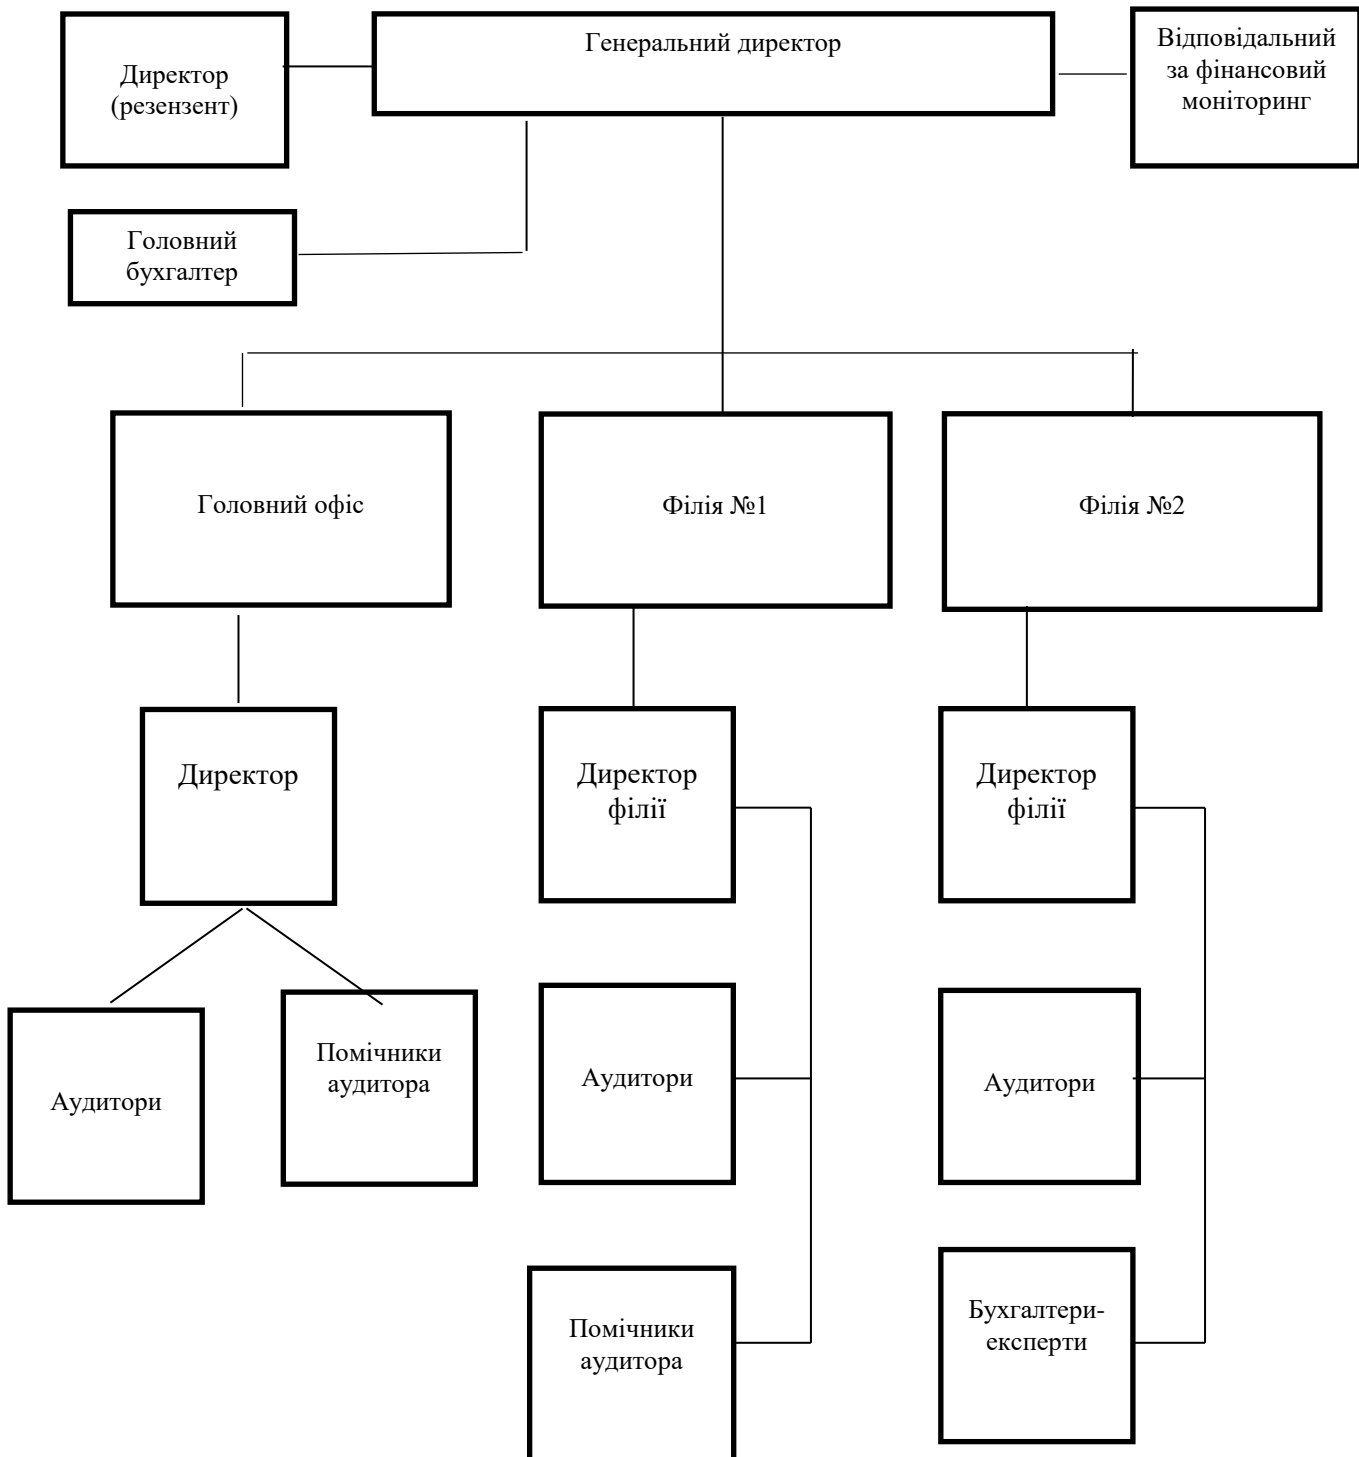 Директор
(резензент)
Генеральний директор
Відповідальний
за фінансовий
моніторинг
Головний
бухгалтер
Головний офіс
Філія №1
Філія №2
Директор
Директор
філії
Директор
філії
Аудитори
Помічники
аудитора
Аудитори
Аудитори
Помічники
аудитора
Бухгалтери-
експерти